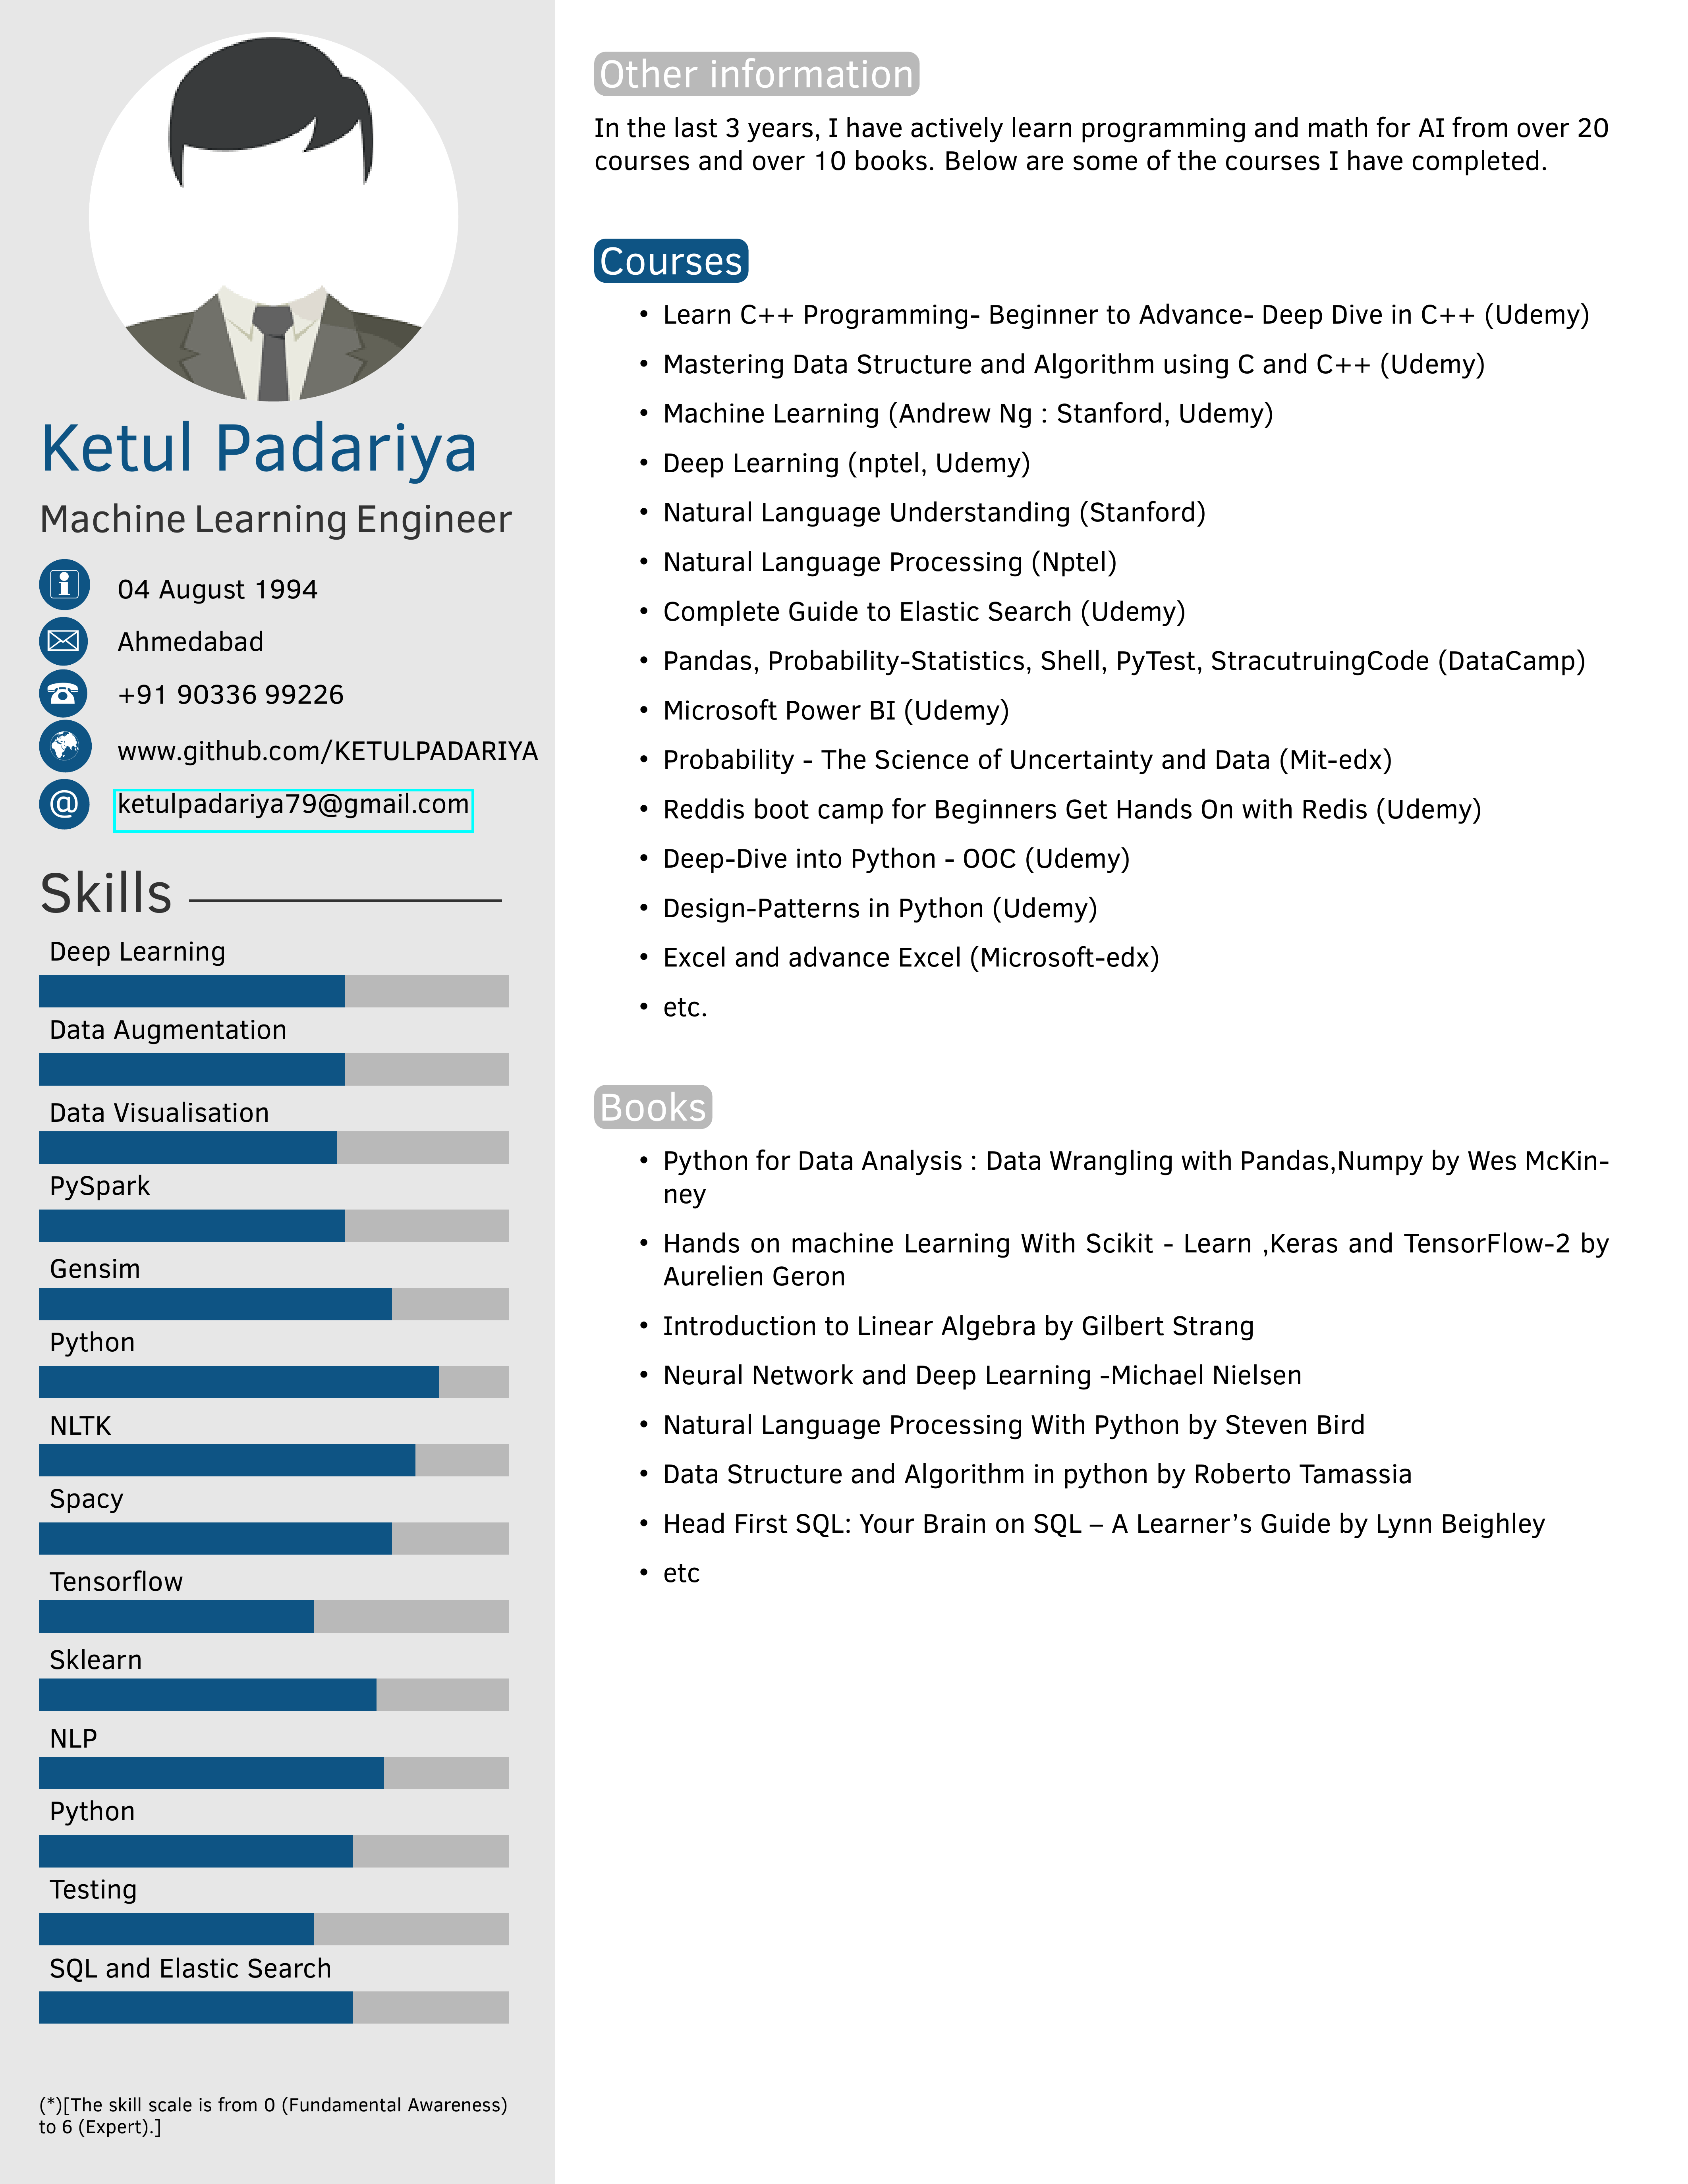 Ketul Padariya
Machine Learning Engineer
04 August 1994
Ahmedabad
+91 90336 99226
www.github.com/KETULPADARIYA
@ ketulpadariya79@gmail.com
Skills
Deep Learning
Data Augmentation
Data Visualisation
PySpark
Gensim
Python
NLTK
Spacy
Tensorflow
Sklearn
NLP
Python
Testing
SQL and Elastic Search
(*)[The skill scale is from 0 (Fundamental Awareness)
to 6 (Expert).]
Other information
In the last 3 years, I have actively learn programming and math for AI from over 20
courses and over 10 books. Below are some of the courses I have completed.
Courses
• Learn C++ Programming- Beginner to Advance- Deep Dive in C++ (Udemy)
• Mastering Data Structure and Algorithm using C and C++ (Udemy)
• Machine Learning (Andrew Ng : Stanford, Udemy)
• Deep Learning (nptel, Udemy)
• Natural Language Understanding (Stanford)
• Natural Language Processing (Nptel)
• Complete Guide to Elastic Search (Udemy)
• Pandas, Probability-Statistics, Shell, PyTest, StracutruingCode (DataCamp)
• Microsoft Power BI (Udemy)
• Probability - The Science of Uncertainty and Data (Mit-edx)
• Reddis boot camp for Beginners Get Hands On with Redis (Udemy)
• Deep-Dive into Python - OOC (Udemy)
• Design-Patterns in Python (Udemy)
• Excel and advance Excel (Microsoft-edx)
• etc.
Books
• Python for Data Analysis : Data Wrangling with Pandas,Numpy by Wes McKin-
ney
• Hands on machine Learning With Scikit - Learn ,Keras and TensorFlow-2 by
Aurelien Geron
• Introduction to Linear Algebra by Gilbert Strang
• Neural Network and Deep Learning -Michael Nielsen
• Natural Language Processing With Python by Steven Bird
• Data Structure and Algorithm in python by Roberto Tamassia
• Head First SQL: Your Brain on SQL – A Learner’s Guide by Lynn Beighley
• etc